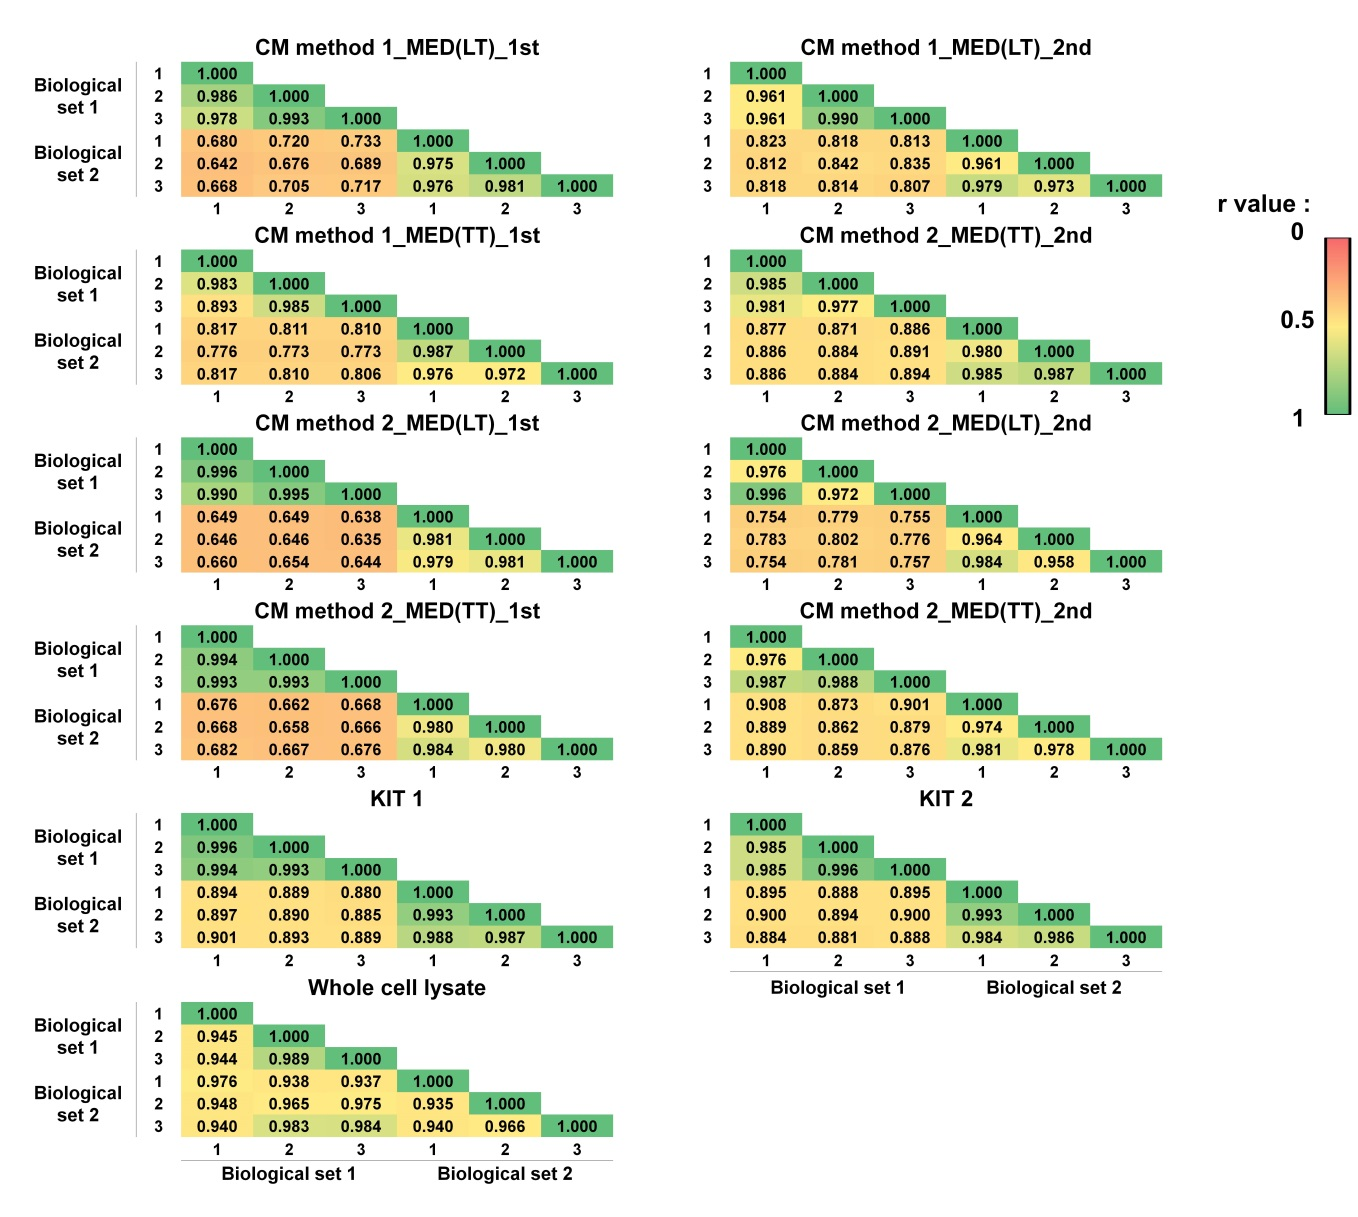 CM method 1_MED(LT)_1st
Biological set 1
1 1.000
2 0.986 1.000
3 0.978 0.993 1.000
Biological set 2
1 0.680 0.720 0.733 1.000
2 0.642 0.676 0.689 0.975 1.000
3 0.668 0.705 0.717 0.976 0.981 1.000
1 2 3 1 2 3
CM method 1_MED(LT)_2nd
1 1.000
2 0.961 1.000
3 0.961 0.990 1.000
1 0.823 0.818 0.813 1.000
2 0.812 0.842 0.835 0.961 1.000
3 0.818 0.814 0.807 0.979 0.973 1.000
1 2 3 1 2 3
r value :
0
0.5
1
CM method 1_MED(TT)_1st
Biological set 1
1 1.000
2 0.983 1.000
3 0.893 0.985 1.000
Biological set 2
1 0.817 0.811 0.810 1.000
2 0.776 0.773 0.773 0.987 1.000
3 0.817 0.810 0.806 0.976 0.972 1.000
1 2 3 1 2 3
CM method 2_MED(TT)_2nd
1 1.000
2 0.985 1.000
3 0.981 0.977 1.000
1 0.877 0.871 0.886 1.000
2 0.886 0.884 0.891 0.980 1.000
3 0.886 0.884 0.894 0.985 0.987 1.000
1 2 3 1 2 3
CM method 2_MED(LT)_1st
Biological set 1
1 1.000
2 0.996 1.000
3 0.990 0.995 1.000
Biological set 2
1 0.649 0.649 0.638 1.000
2 0.646 0.646 0.635 0.981 1.000
3 0.660 0.654 0.644 0.979 0.981 1.000
1 2 3 1 2 3
CM method 2_MED(LT)_2nd
1 1.000
2 0.976 1.000
3 0.996 0.972 1.000
1 0.754 0.779 0.755 1.000
2 0.783 0.802 0.776 0.964 1.000
3 0.754 0.781 0.757 0.984 0.958 1.000
1 2 3 1 2 3
CM method 2_MED(TT)_1st
Biological set 1
1 1.000
2 0.994 1.000
3 0.993 0.993 1.000
Biological set 2
1 0.676 0.662 0.668 1.000
2 0.668 0.658 0.666 0.980 1.000
3 0.682 0.667 0.676 0.984 0.980 1.000
1 2 3 1 2 3
CM method 2_MED(TT)_2nd
1 1.000
2 0.976 1.000
3 0.987 0.988 1.000
1 0.908 0.873 0.901 1.000
2 0.889 0.862 0.879 0.974 1.000
3 0.890 0.859 0.876 0.981 0.978 1.000
1 2 3 1 2 3
KIT 1
Biological set 1
1 1.000
2 0.996 1.000
3 0.994 0.993 1.000
Biological set 2
1 0.894 0.889 0.880 1.000
2 0.897 0.890 0.885 0.993 1.000
3 0.901 0.893 0.889 0.988 0.987 1.000
1 2 3 1 2 3
KIT 2
1 1.000
2 0.985 1.000
3 0.985 0.996 1.000
1 0.895 0.888 0.895 1.000
2 0.900 0.894 0.900 0.993 1.000
3 0.884 0.881 0.888 0.984 0.986 1.000
1 2 3 1 2 3
Biological set 1 Biological set 2
Whole cell lysate
Biological set 1
1 1.000
2 0.945 1.000
3 0.944 0.989 1.000
Biological set 2
1 0.976 0.938 0.937 1.000
2 0.948 0.965 0.975 0.935 1.000
3 0.940 0.983 0.984 0.940 0.966 1.000
1 2 3 1 2 3
Biological set 1 Biological set 2